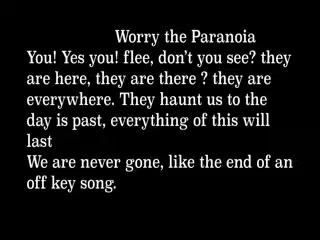 Worry the Paranoia
You! Yes you! flee, don't you see? they
are here, they are there ? they are
everywhere. They haunt us to the
day is past, everything of this will
last
We are never gone, like the end of an
off key song.